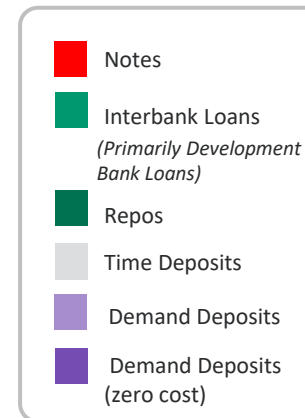 Notes
Interbank Loans
(Primarily Development
Bank Loans)
Repos
Time Deposits
Demand Deposits
Demand Deposits
(zero cost)